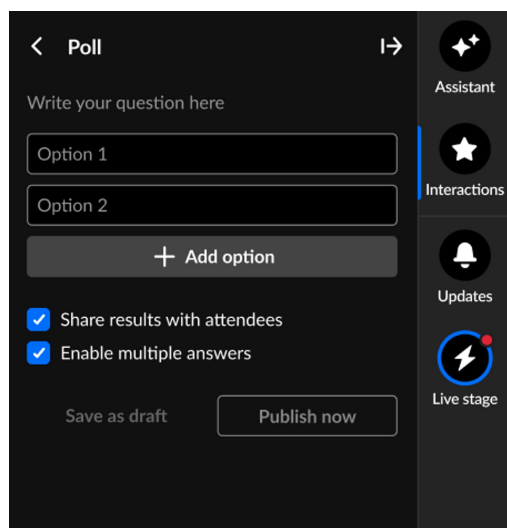 Poll
Write your question here
Option 1
Option 2
Add option
Share results with attendees
Enable multiple answers
Save as draft
Publish now
Assistant
Interactions
Updates
Live stage